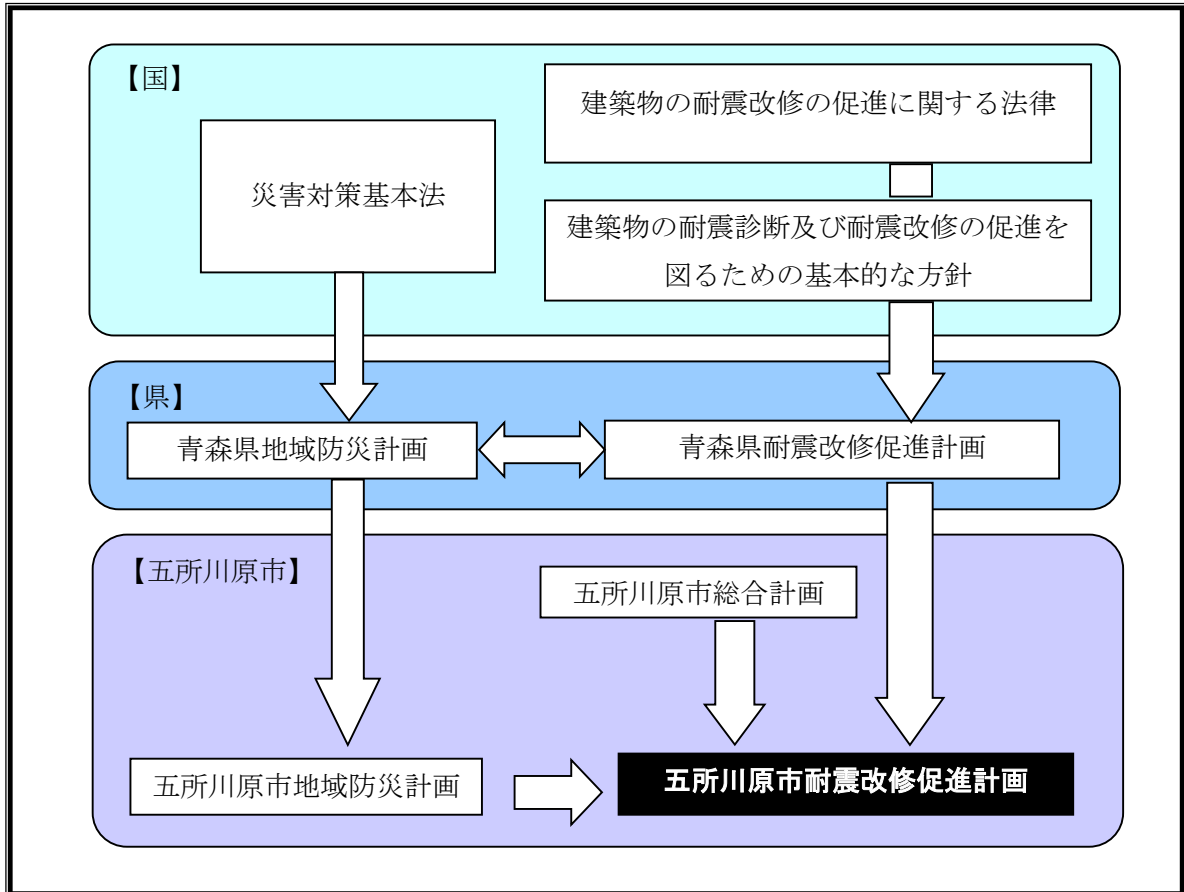 【国】
建築物の耐震改修の促進に関する法律
災害対策基本法
建築物の耐震診断及び耐震改修の促進を
図るための基本的な方針
【県】
青森県地域防災計画
青森県耐震改修促進計画
【五所川原市】
五所川原市総合計画
五所川原市地域防災計画
五所川原市耐震改修促進計画